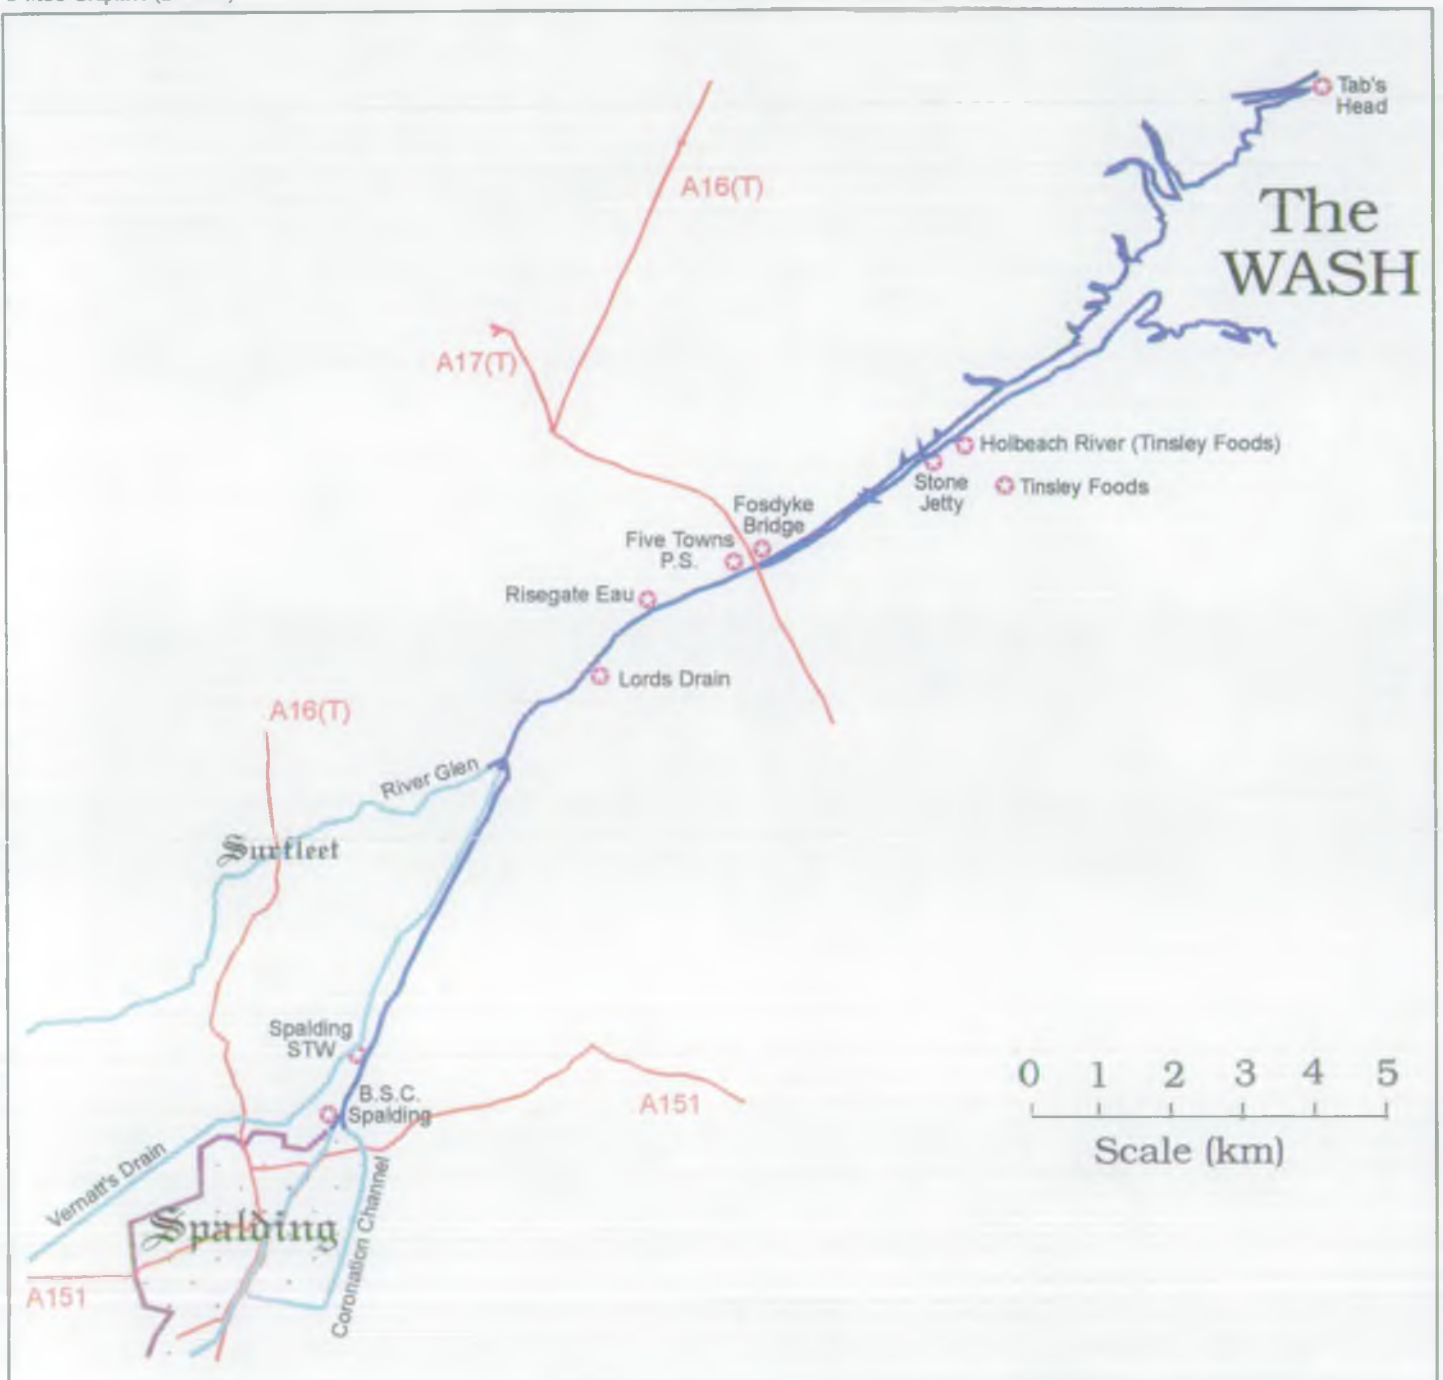 Tab's
Head
A16(T)
The
WASH
A17(T)
Holbeach River (Tinsley Foods)
Stone
Jetty
Tinsley Foods
Fosdyke
Bridge
Five Towns
P.S.
Risegate Eau
Lords Drain
A16(T)
River Glen
Surfleet
Spalding
STW
0 1 2 3 4 5
Scale (km)
B.S.C.
Spalding
A151
Vernatt's Drain
Coronation Channel
Spalding
A151